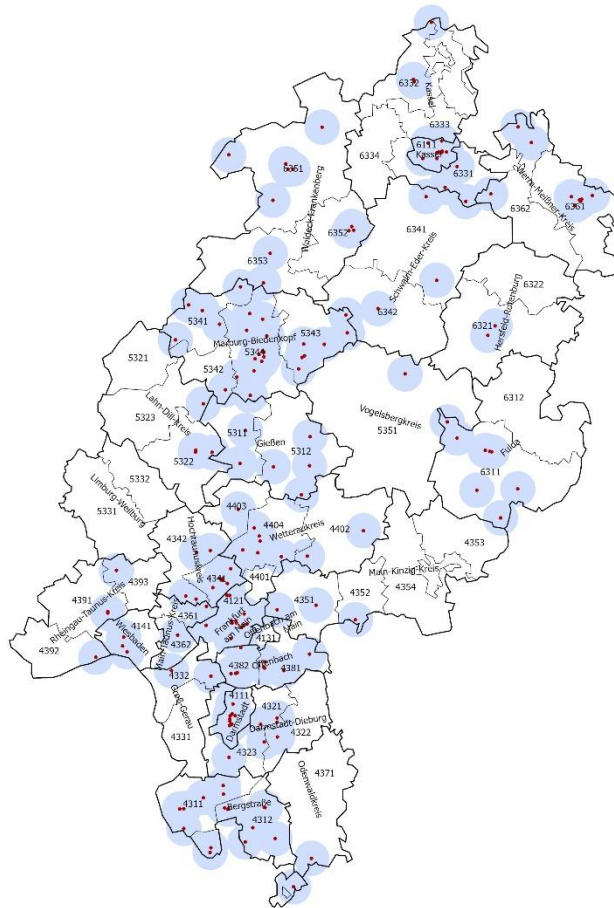 6332
Kassel
6333
6111
Kassel
6334
6331
6351
Werra-Meißner-Kreis
6361
Waldeck-Frankenberg
6362
6352
6341
6353
Schwalm-Eder-Kreis
6322
Hersfeld-Rotenburg
6342
5341
6321
Marburg-Biedenkopf
5343
5344
5321
5342
Lahn-Dill-Kreis
6312
5323
Vogelsbergkreis
5311
5351
Gießen
Fulda
5322
5312
6311
5332
Limburg-Weilburg
5331
4403
4404
Wetteraukreis
4402
4342
Hochtaunuskreis
4353
4401
Main-Kinzig-Kreis
4393
4341
4391
Rheingau-Taunus-Kreis
4121
4351
4352
4354
Main-Taunus-Kreis
4361
4141
Wiesbaden
Frankfurt
am Main
Offenbach am
Main
4131
4392
4362
4332
4382
Offenbach
4381
Groß-Gerau
4111
4321
Darmstadt
Darmstadt-Dieburg
4331
4322
4323
4371
Odenwaldkreis
4311
Bergstraße
4312